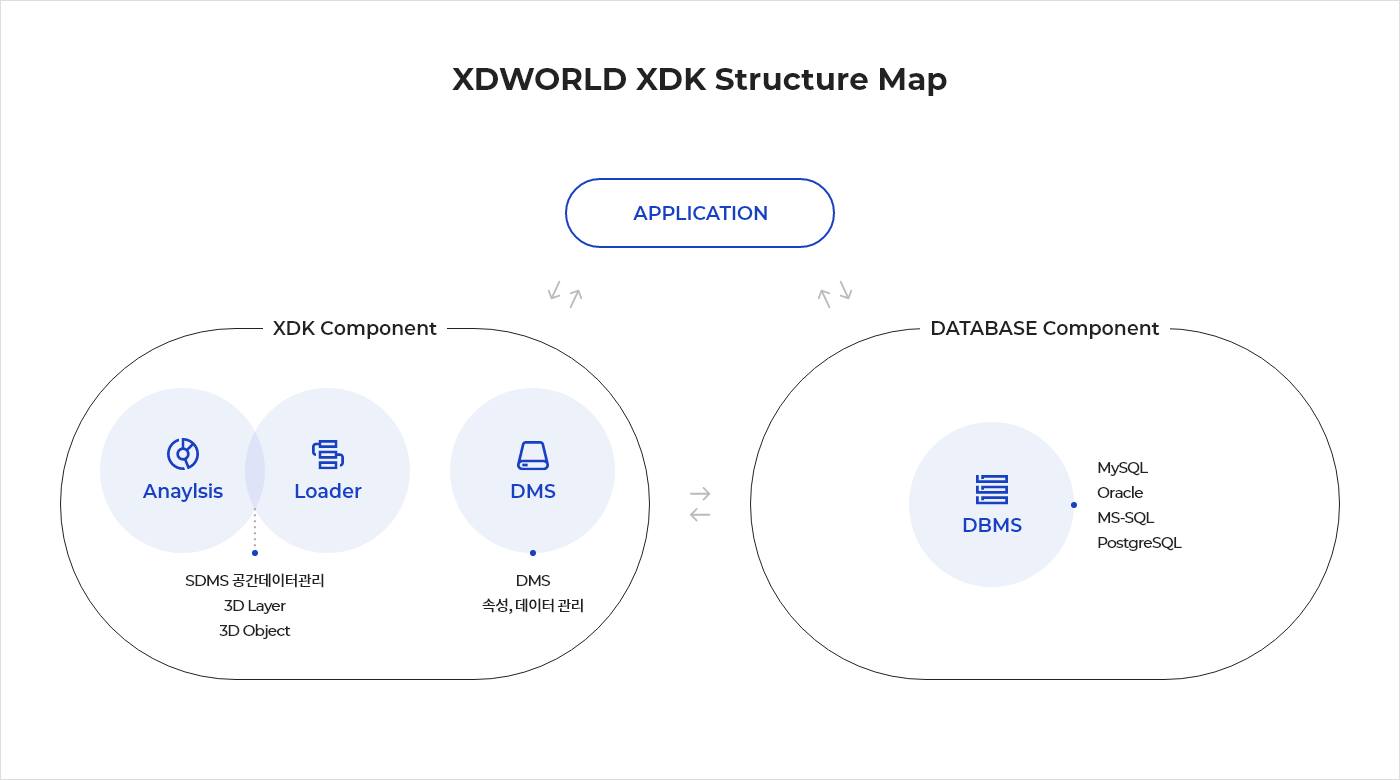 XDWORLD XDK Structure Map
APPLICATION
XDK Component
Anaylsis
Loader
DMS
SDMS 공간데이터관리
3D Layer
3D Object
DMS
속성, 데이터 관리
DATABASE Component
DBMS
MySQL
Oracle
MS-SQL
PostgreSQL